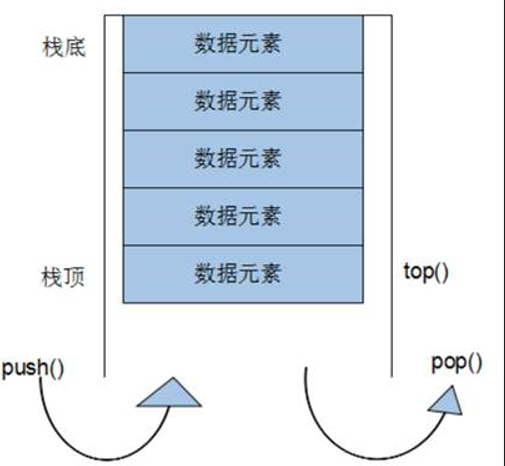 栈底
数据元素
数据元素
数据元素
数据元素
栈顶
数据元素
top()
push()
pop()